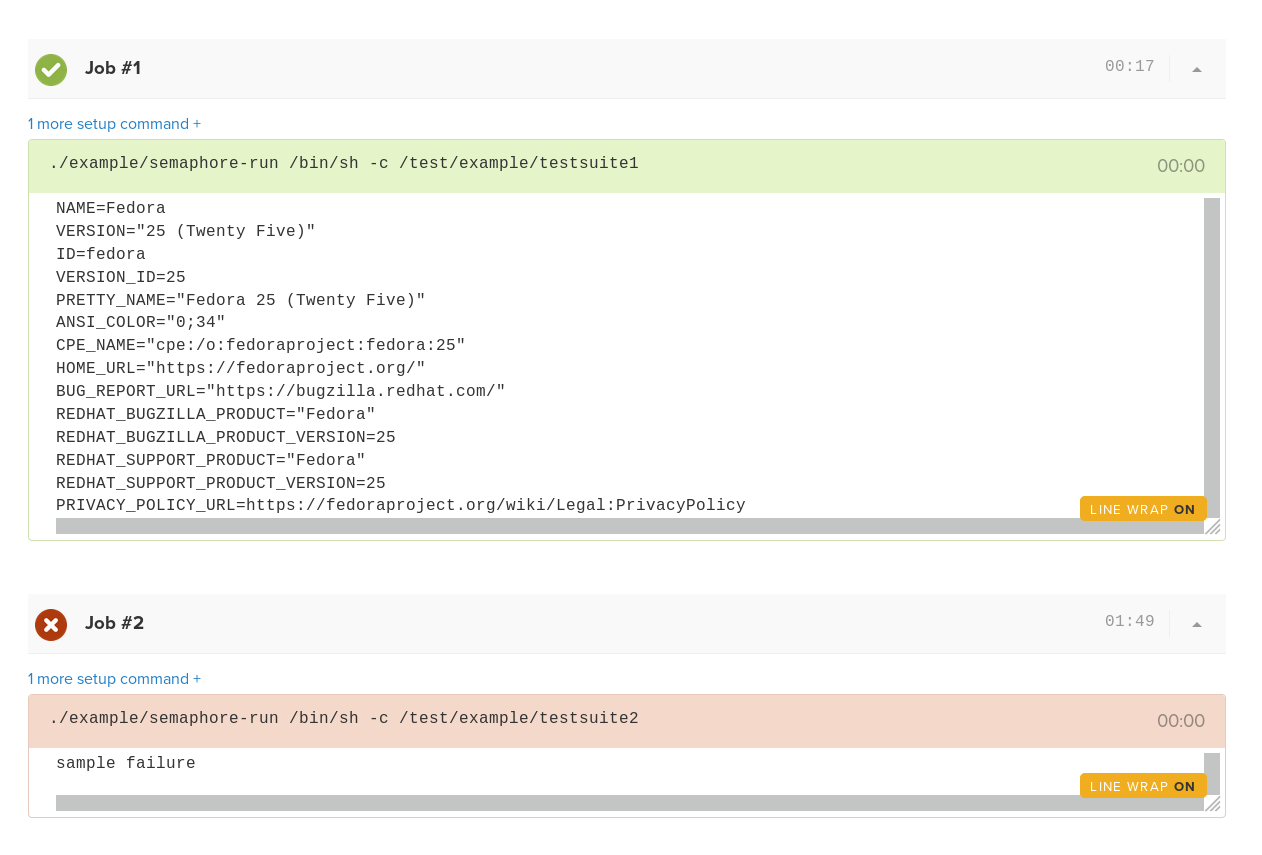 Job #1
00:17
1 more setup command +
./example/semaphore-run /bin/sh -c /test/example/testsuite1
00:00
NAME=Fedora
VERSION="25 (Twenty Five)"
ID=fedora
VERSION_ID=25
PRETTY_NAME="Fedora 25 (Twenty Five)"
ANSI_COLOR="0;34"
CPE_NAME="cpe:/o:fedoraproject:fedora:25"
HOME_URL="https://fedoraproject.org/"
BUG_REPORT_URL="https://bugzilla.redhat.com/"
REDHAT_BUGZILLA_PRODUCT="Fedora"
REDHAT_BUGZILLA_PRODUCT_VERSION=25
REDHAT_SUPPORT_PRODUCT="Fedora"
REDHAT_SUPPORT_PRODUCT_VERSION=25
PRIVACY_POLICY_URL=https://fedoraproject.org/wiki/Legal:PrivacyPolicy
LINE WRAP ON
Job #2
01:49
1 more setup command +
./example/semaphore-run /bin/sh -c /test/example/testsuite2
00:00
sample failure
LINE WRAP ON